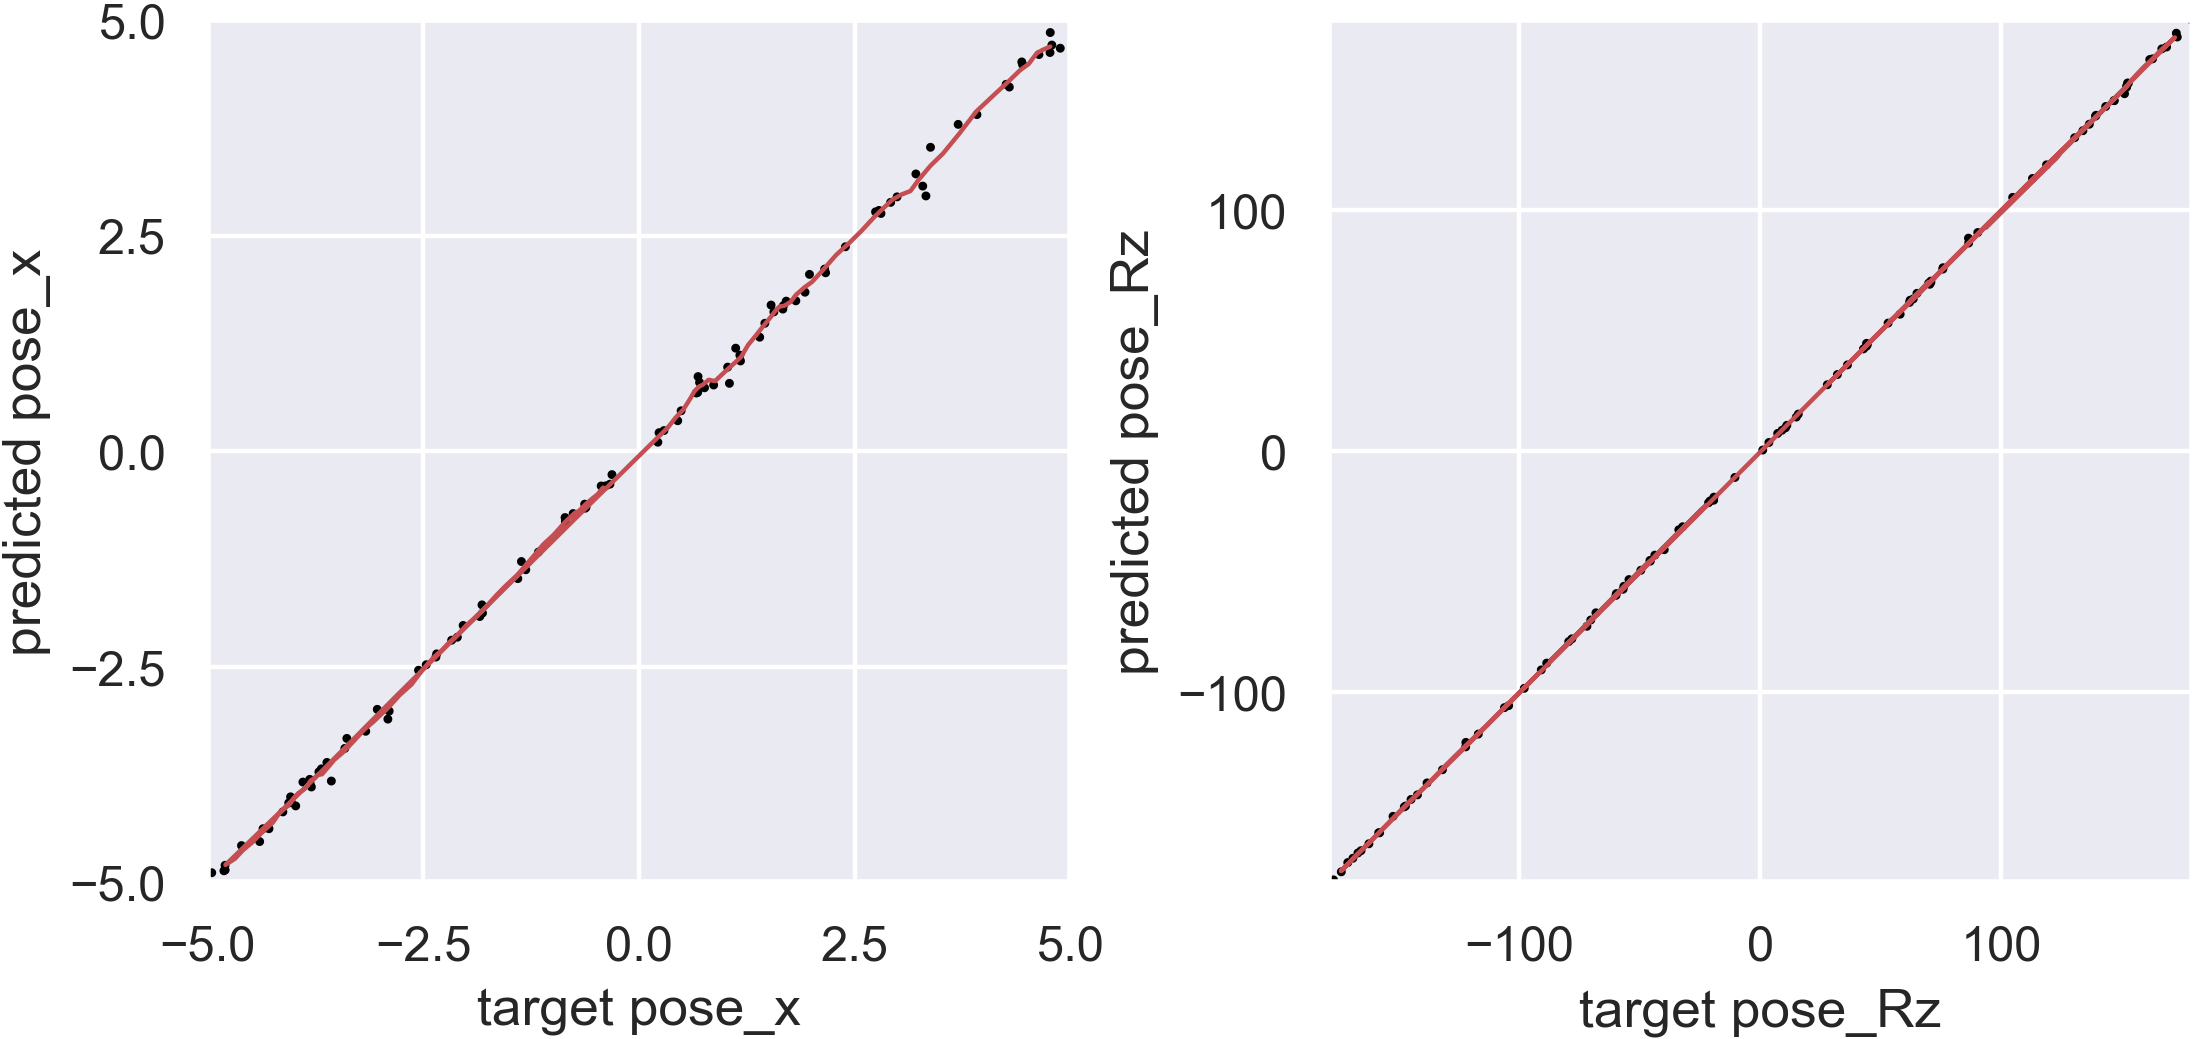 5.0
2.5
0.0
−2.5
−5.0
predicted pose_x
−5.0 −2.5 0.0 2.5 5.0
target pose_x
100
0
−100
predicted pose_Rz
−100 0 100
target pose_Rz